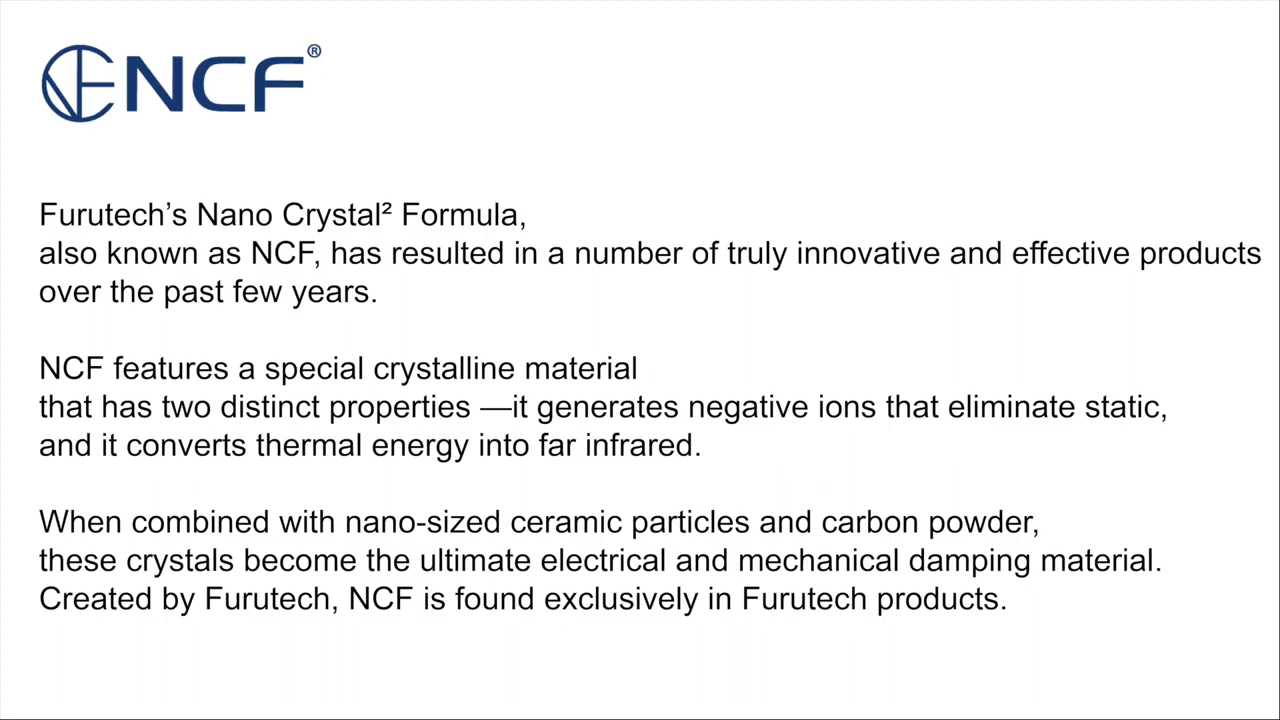 NCF®
Furutech’s Nano Crystal² Formula,
also known as NCF, has resulted in a number of truly innovative and effective products
over the past few years.
NCF features a special crystalline material
that has two distinct properties —it generates negative ions that eliminate static,
and it converts thermal energy into far infrared.
When combined with nano-sized ceramic particles and carbon powder,
these crystals become the ultimate electrical and mechanical damping material.
Created by Furutech, NCF is found exclusively in Furutech products.